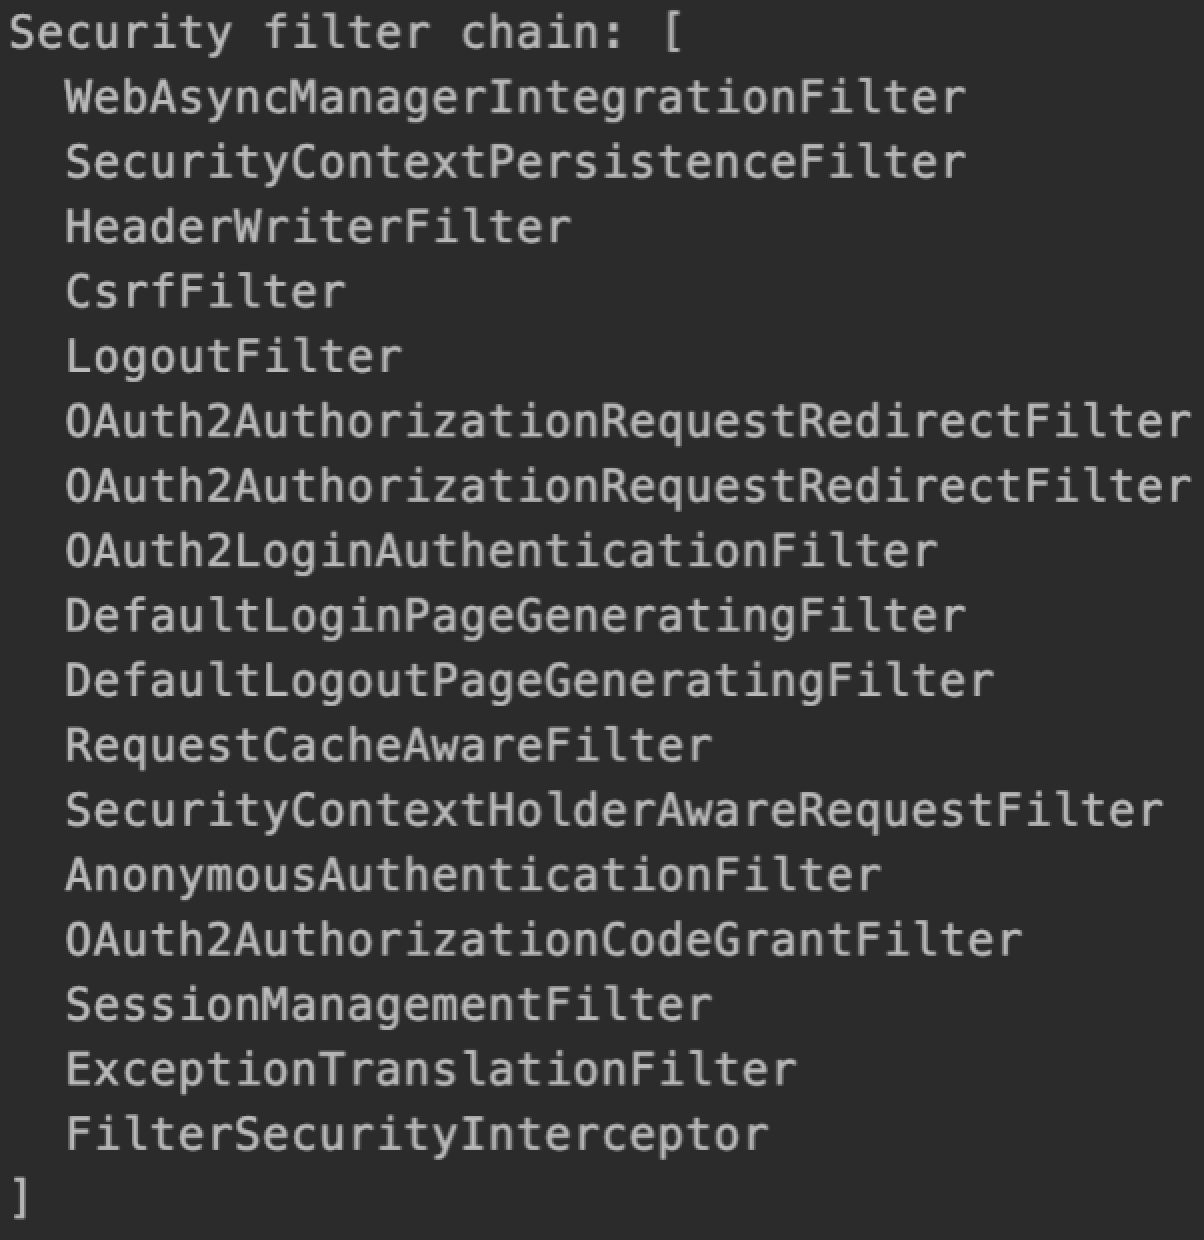 Security filter chain: [
  WebAsyncManagerIntegrationFilter
  SecurityContextPersistenceFilter
  HeaderWriterFilter
  CsrfFilter
  LogoutFilter
  OAuth2AuthorizationRequestRedirectFilter
  OAuth2AuthorizationRequestRedirectFilter
  OAuth2LoginAuthenticationFilter
  DefaultLoginPageGeneratingFilter
  DefaultLogoutPageGeneratingFilter
  RequestCacheAwareFilter
  SecurityContextHolderAwareRequestFilter
  AnonymousAuthenticationFilter
  OAuth2AuthorizationCodeGrantFilter
  SessionManagementFilter
  ExceptionTranslationFilter
  FilterSecurityInterceptor
]